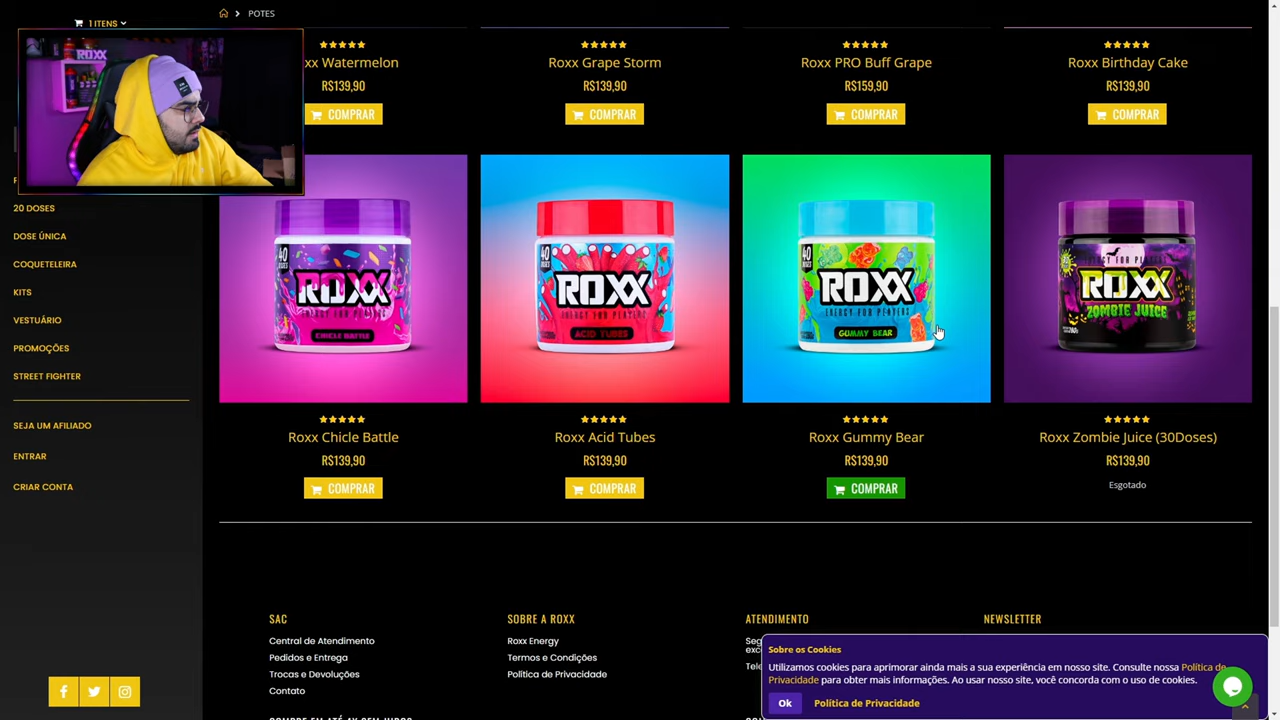 POTES
1 ITENS
ROXX
xx Watermelon
Roxx Grape Storm
Roxx PRO Buff Grape
Roxx Birthday Cake
R$139,90
R$139,90
R$159,90
R$139,90
COMPRAR
COMPRAR
COMPRAR
COMPRAR
20 DOSES
DOSE ÚNICA
COQUETELEIRA
KITS
VESTUÁRIO
PROMOÇÕES
STREET FIGHTER
SEJA UM AFILIADO
ENTRAR
CRIAR CONTA
40
ROXX
ENERGY FOR PLAYERS
CHICLE BATTLE
40
ROXX
ENERGY FOR PLAYERS
ACID TUBES
40
ROXX
ENERGY FOR PLAYERS
GUMMY BEAR
ENERGY FOR PLAYERS
ROXX
ZOMBIE JUICE
Roxx Chicle Battle
Roxx Acid Tubes
Roxx Gummy Bear
Roxx Zombie Juice (30Doses)
R$139,90
R$139,90
R$139,90
R$139,90
COMPRAR
COMPRAR
COMPRAR
Esgotado
SAC
Central de Atendimento
Pedidos e Entrega
Trocas e Devoluções
Contato
SOBRE A ROXX
Roxx Energy
Termos e Condições
Política de Privacidade
ATENDIMENTO
NEWSLETTER
Sobre os Cookies
Utilizamos cookies para aprimorar ainda mais a sua experiência em nosso site. Consulte nossa Política de
Privacidade para obter mais informações. Ao usar nosso site, você concorda com o uso de cookies.
Ok
Política de Privacidade